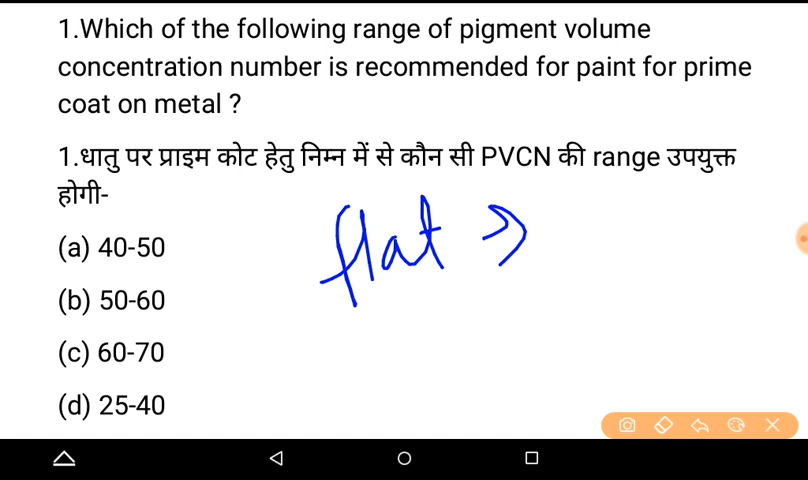 1.Which of the following range of pigment volume
concentration number is recommended for paint for prime
coat on metal ?
1.धातु पर प्राइम कोट हेतु निम्न में से कौन सी PVCN की range उपयुक्त
होगी-
flat
(a) 40-50
(b) 50-60
(c) 60-70
(d) 25-40